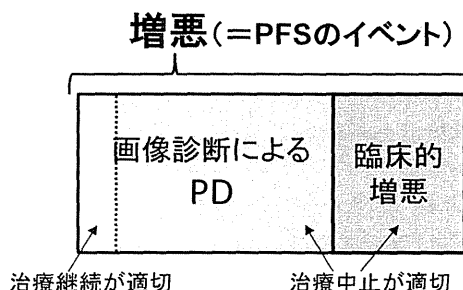 増悪(=PFSのイベント)
画像診断による
PD
臨床的
増悪
治療継続が適切
治療中止が適切